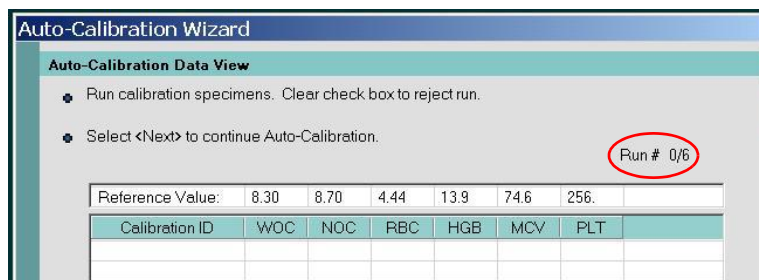 Auto-Calibration Wizard
Auto-Calibration Data View
Run calibration specimens. Clear check box to reject run.
Select <Next> to continue Auto-Calibration.
Run # 0/6
Reference Value: 8.30 8.70 4.44 13.9 74.6 256.
Calibration ID WOC NOC RBC HGB MCV PLT